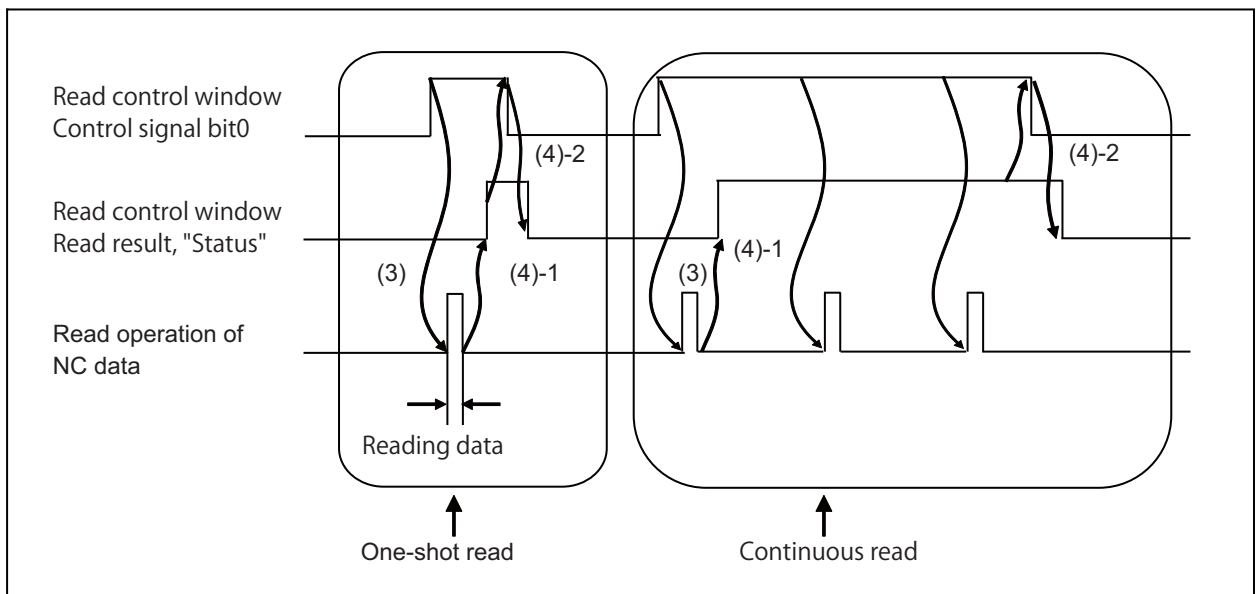 Read control window
Control signal bit0
(4)-2
(4)-2
Read control window
Read result, "Status"
(3)
(4)-1
(3)
(4)-1
Read operation of
NC data
Reading data
One-shot read
Continuous read